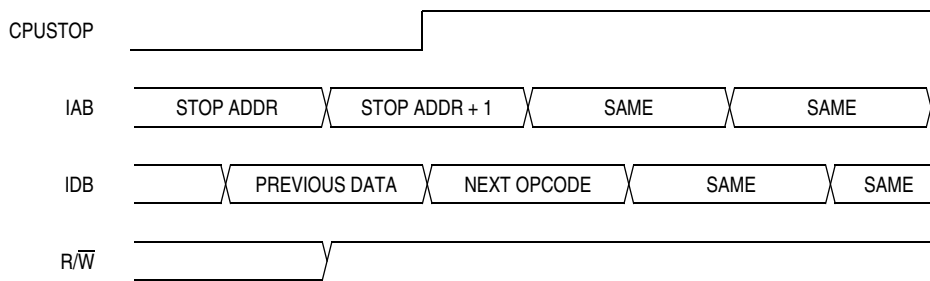 CPUSTOP
IAB STOP ADDR STOP ADDR + 1 SAME SAME
IDB PREVIOUS DATA NEXT OPCODE SAME SAME
R/W̅